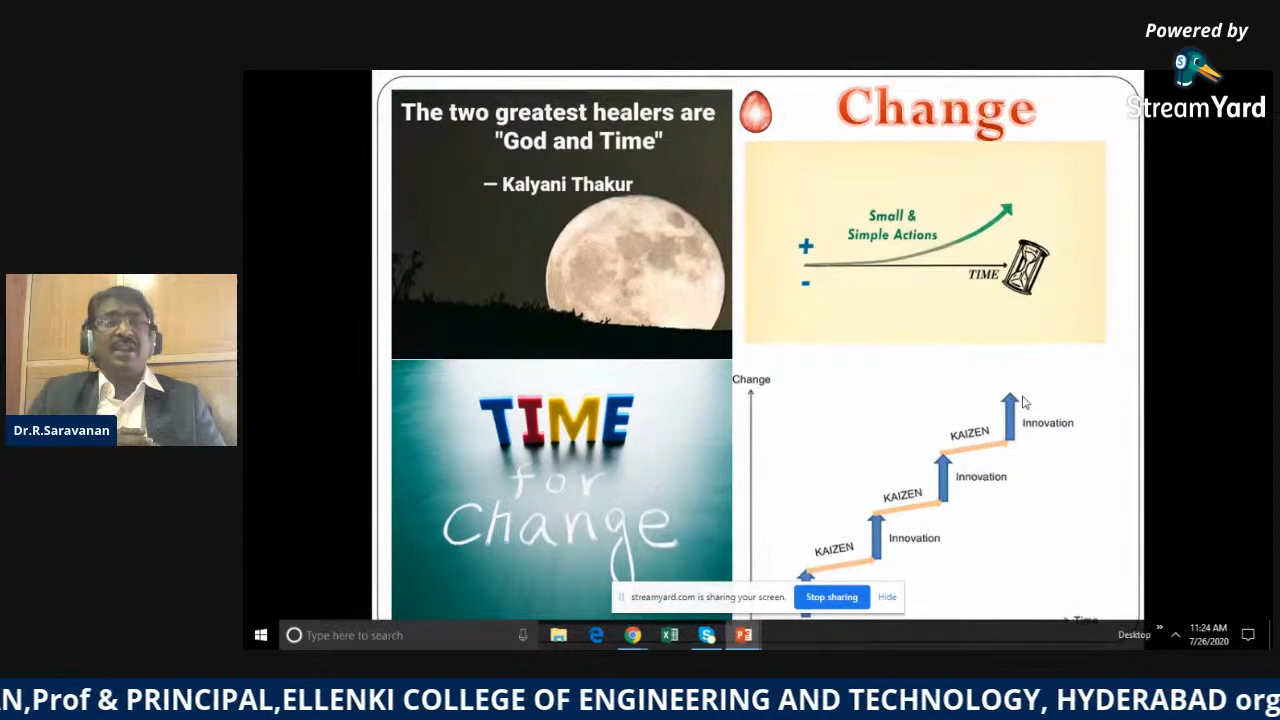 Powered by
StreamYard
The two greatest healers are
"God and Time"
— Kalyani Thakur
Change
Small &
Simple Actions
+
-
TIME
TIME
for
Change
Change
KAIZEN
Innovation
KAIZEN
Innovation
KAIZEN
Innovation
Time
Dr.R.Saravanan
streamyard.com is sharing your screen.
Stop sharing
Hide
Type here to search
Desktop
11:24 AM
7/26/2020
AN,Prof & PRINCIPAL,ELLENKI COLLEGE OF ENGINEERING AND TECHNOLOGY, HYDERABAD org